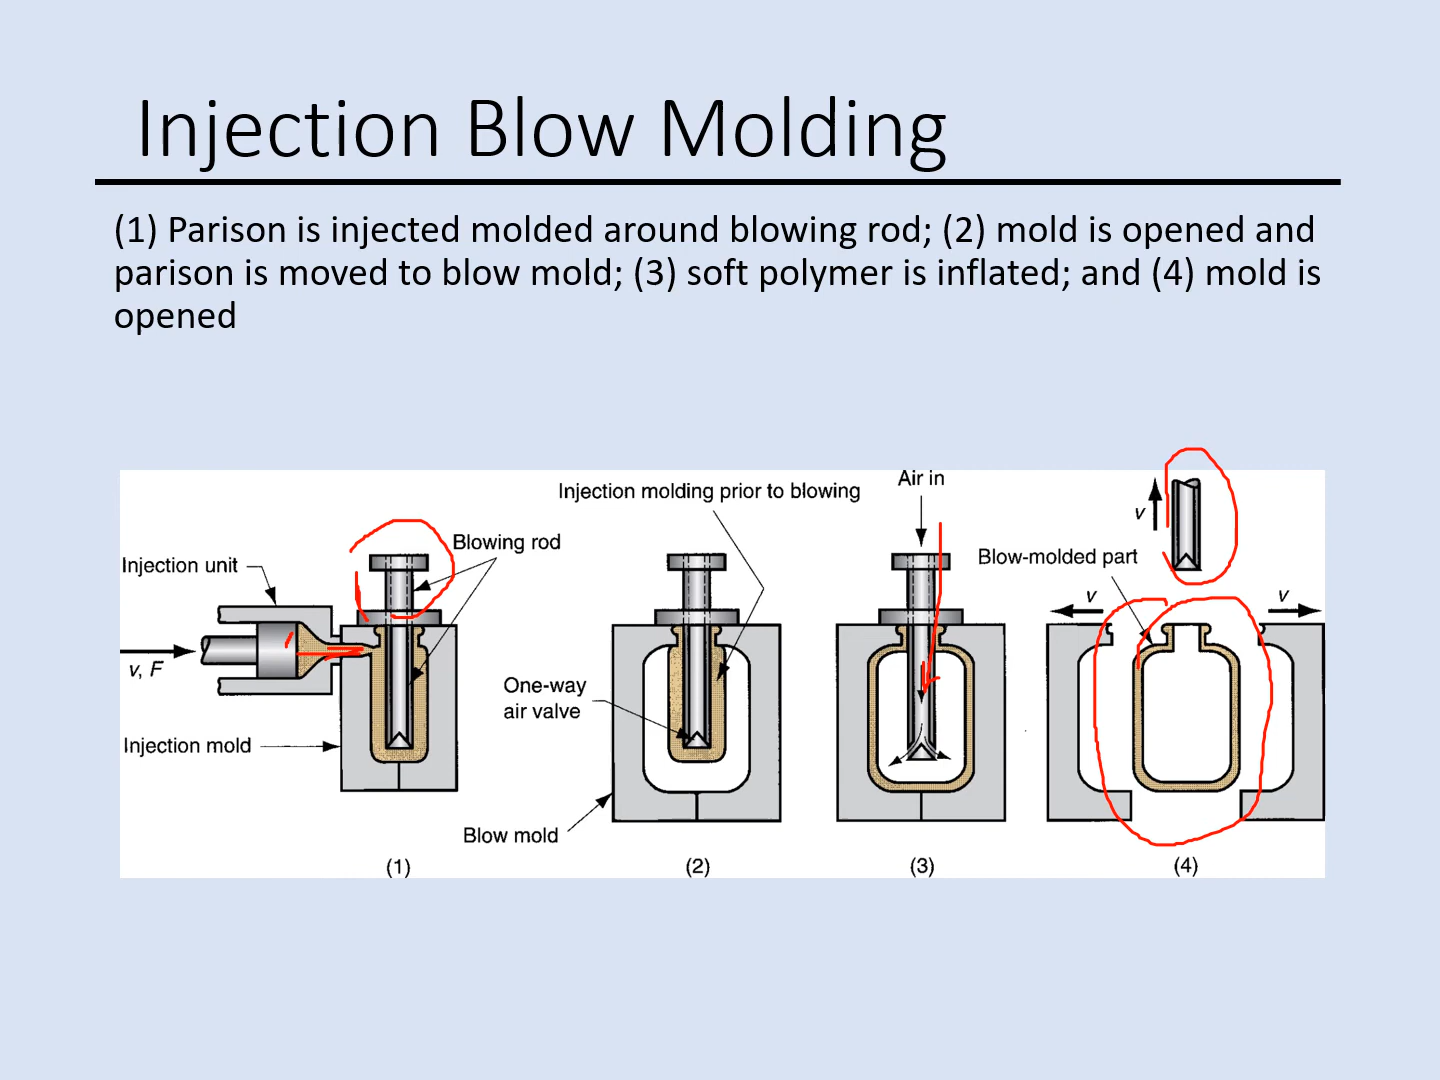 Injection Blow Molding
(1) Parison is injected molded around blowing rod; (2) mold is opened and
parison is moved to blow mold; (3) soft polymer is inflated; and (4) mold is
opened
Air in
Injection molding prior to blowing
v
Blowing rod
Blow-molded part
Injection unit
v
v
v, F
One-way
air valve
Injection mold
Blow mold
(1)
(2)
(3)
(4)